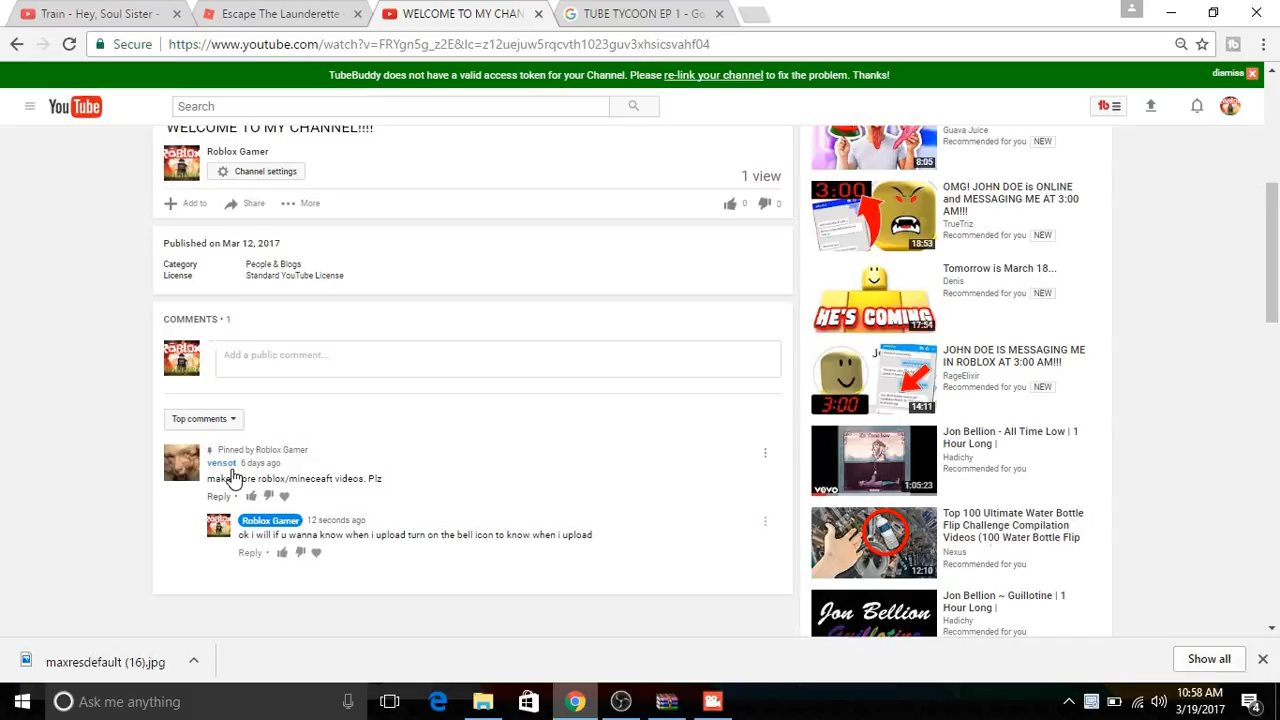 Train - Hey, Soul Sister -
Escape The Launderette
WELCOME TO MY CHAN
TUBE TYCOON EP 1 - Go
Secure
https://www.youtube.com/watch?v=FRYgn5g_z2E&lc=z12uejuw5rqcvth1023guv3xhsicsvahf04
TubeBuddy does not have a valid access token for your Channel. Please re-link your channel to fix the problem. Thanks!
dismiss
YouTube
Search
WELCOME TO MY CHANNEL!!!!
Roblox Gamer
Channel settings
1 view
Add to
Share
More
0
0
Published on Mar 12, 2017
Category
People & Blogs
License
Standard YouTube License
COMMENTS • 1
Add a public comment...
Top comments
Pinned by Roblox Gamer
vensot 6 days ago
make more roblox/mineceaft videos. Plz
Reply
Roblox Gamer
12 seconds ago
ok i will if u wanna know when i upload turn on the bell icon to know when i upload
Reply
Guava Juice
Recommended for you
NEW
8:05
OMG! JOHN DOE is ONLINE
and MESSAGING ME AT 3:00
AM!!!
TrueTriz
Recommended for you
NEW
3:00
18:53
Tomorrow is March 18...
Denis
Recommended for you
NEW
HE'S COMING
17:54
JOHN DOE IS MESSAGING ME
IN ROBLOX AT 3:00 AM!!!
RageElixir
Recommended for you
NEW
3:00
14:11
Jon Bellion - All Time Low | 1
Hour Long |
Hadichy
Recommended for you
vevo
1:05:23
Top 100 Ultimate Water Bottle
Flip Challenge Compilation
Videos (100 Water Bottle Flip
Nexus
Recommended for you
12:10
Jon Bellion ~ Guillotine | 1
Hour Long |
Hadichy
Recommended for you
Jon Bellion
Guillotine
maxresdefault (16).jpg
Show all
Ask me anything
10:58 AM
3/19/2017
4